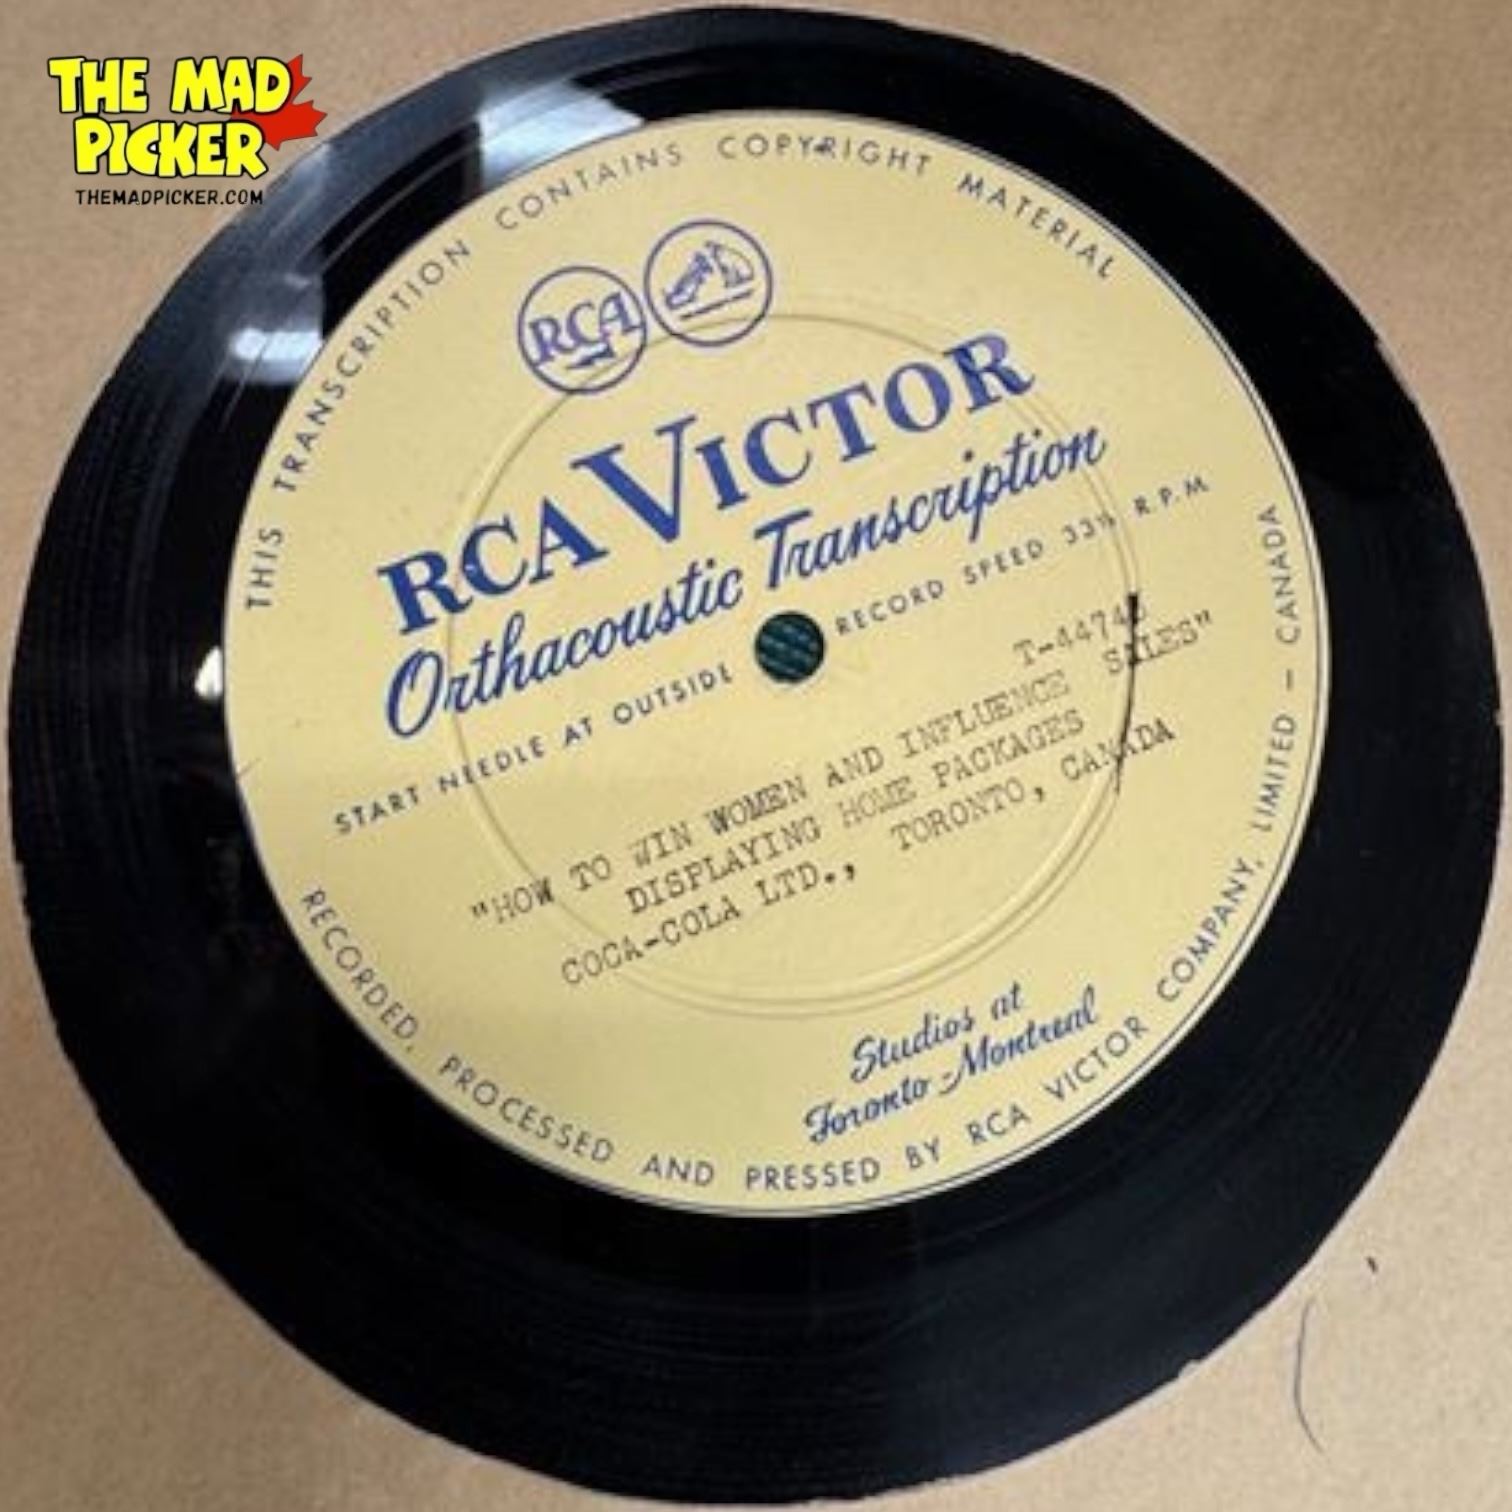 THE MAD
PICKER
THEMADPICKER.COM
THIS TRANSCRIPTION CONTAINS COPYRIGHT MATERIAL
RCA
RCA VICTOR
Orthacoustic Transcription
START NEEDLE AT OUTSIDE
RECORD SPEED 33⅓ R.P.M
"HOW TO WIN WOMEN AND INFLUENCE SALES"
DISPLAYING HOME PACKAGES
COCA-COLA LTD., TORONTO, CANADA
Studios at
Toronto-Montreal
RECORDED, PROCESSED AND PRESSED BY RCA VICTOR COMPANY, LIMITED - CANADA